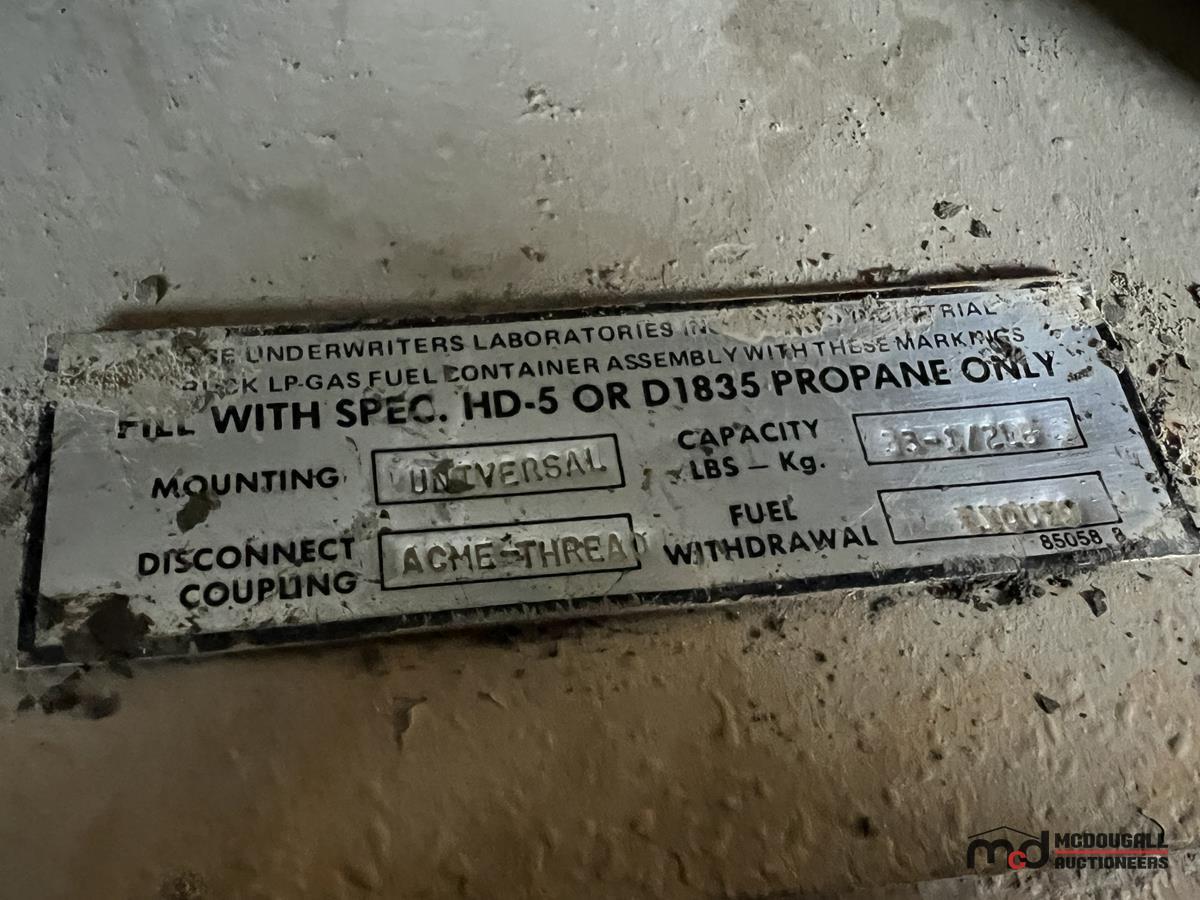 UNDERWRITERS LABORATORIES
LP-GAS FUEL CONTAINER ASSEMBLY WITH THESE MARKINGS
FILL WITH SPEC. HD-5 OR D1835 PROPANE ONLY
MOUNTING UNIVERSAL
CAPACITY
LBS – Kg.
DISCONNECT
COUPLING ACME-THREAD
FUEL
WITHDRAWAL
85058
mcd MCDOUGALL
AUCTIONEERS